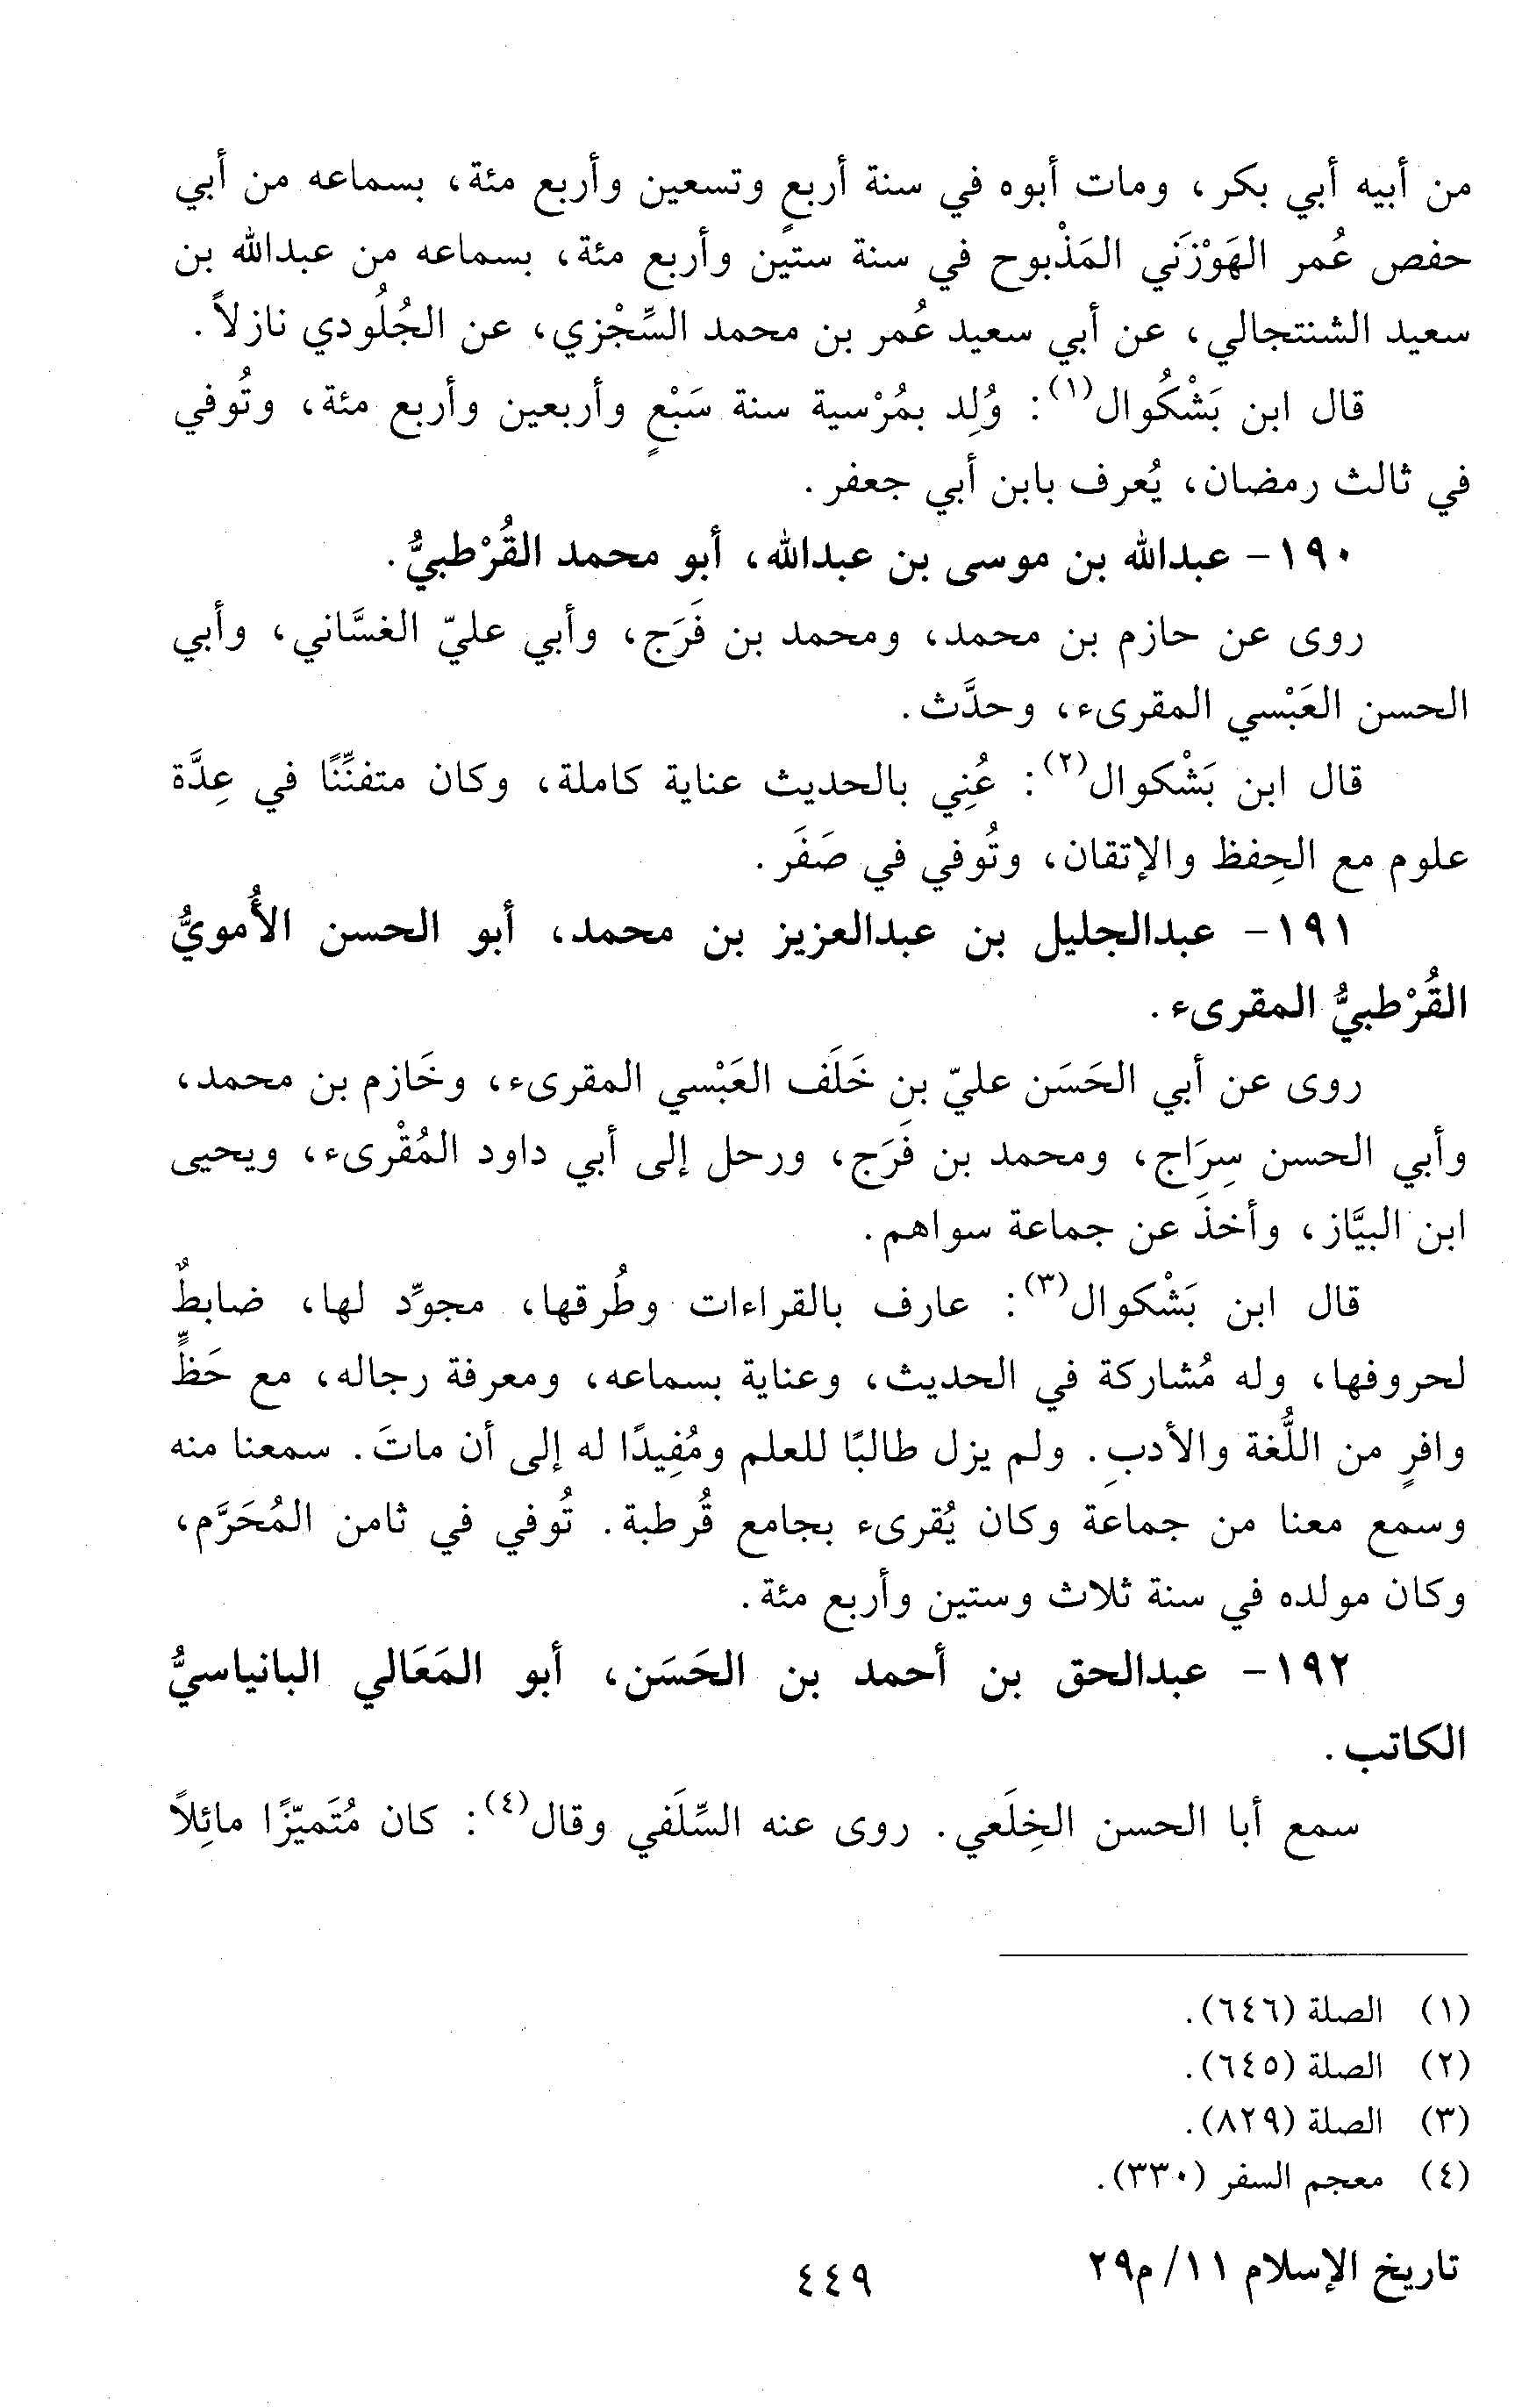 من أبيه أبي بكر، ومات أبوه في سنة أربعٍ وتسعين وأربع مئة، بسماعه من أبي
حفص عُمر الهَوْزَني المَذْبوح في سنة ستين وأربع مئة، بسماعه من عبدالله بن
سعيد الشنتجالي، عن أبي سعيد عُمر بن محمد السِّجْزي، عن الجُلُودي نازلاً.
قال ابن بَشْكُوال(١): وُلِد بمُرْسية سنة سَبْعٍ وأربعين وأربع مئة، وتُوفي
في ثالث رمضان، يُعرف بابن أبي جعفر.
١٩٠- عبدالله بن موسى بن عبدالله، أبو محمد القُرْطبيُّ.
روى عن حازم بن محمد، ومحمد بن فَرَج، وأبي عليّ الغسَّاني، وأبي
الحسن العَبْسي المقرىء، وحدَّث.
قال ابن بَشْكوال(٢): عُنِي بالحديث عناية كاملة، وكان متفنِّنًا في عِدَّة
علوم مع الحِفظ والإتقان، وتُوفي في صَفَر.
١٩١- عبدالجليل بن عبدالعزيز بن محمد، أبو الحسن الأُمويُّ
القُرْطبيُّ المقرىء.
روى عن أبي الحَسَن عليّ بن خَلَف العَبْسي المقرىء، وخَازم بن محمد،
وأبي الحسن سِرَاج، ومحمد بن فَرَج، ورحل إلى أبي داود المُقْرىء، ويحيى
ابن البيَّاز، وأخذَ عن جماعة سواهم.
قال ابن بَشْكوال(٣): عارف بالقراءات وطُرقها، مجوِّد لها، ضابطٌ
لحروفها، وله مُشاركة في الحديث، وعناية بسماعه، ومعرفة رجاله، مع حَظٍّ
وافرٍ من اللُّغة والأدبِ. ولم يزل طالبًا للعلم ومُفِيدًا له إلى أن ماتَ. سمعنا منه
وسمع معنا من جماعة وكان يُقرىء بجامع قُرطبة. تُوفي في ثامن المُحَرَّم،
وكان مولده في سنة ثلاث وستين وأربع مئة.
١٩٢- عبدالحق بن أحمد بن الحَسَن، أبو المَعَالي البانياسيُّ
الكاتب.
سمع أبا الحسن الخِلَعي. روى عنه السِّلَفي وقال(٤): كان مُتَميّزًا مائِلاً
(١) الصلة (٦٤٦).
(٢) الصلة (٦٤٥).
(٣) الصلة (٨٢٩).
(٤) معجم السفر (٣٣٠).
تاريخ الإسلام ١١/ م٢٩
٤٤٩